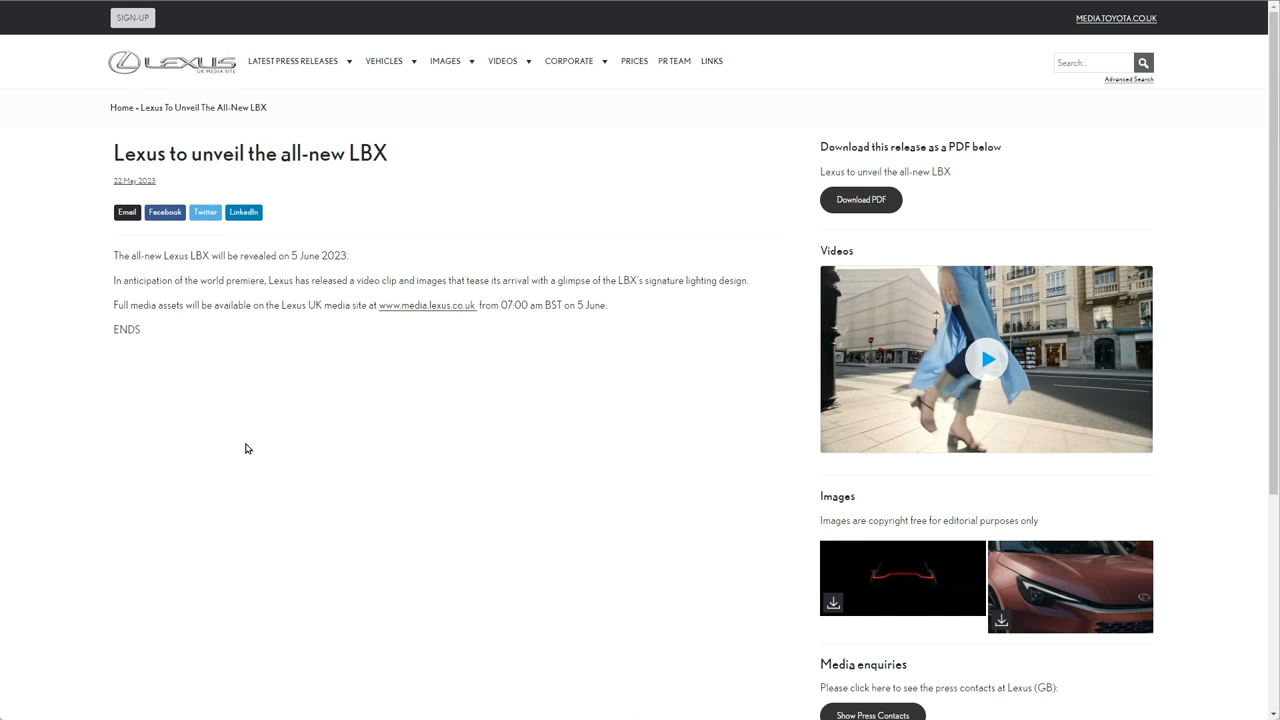 SIGN-UP
MEDIA.TOYOTA.CO.UK
LEXUS
UK MEDIA SITE
LATEST PRESS RELEASES
VEHICLES
IMAGES
VIDEOS
CORPORATE
PRICES
PR TEAM
LINKS
Search...
Advanced Search
Home » Lexus To Unveil The All-New LBX
Lexus to unveil the all-new LBX
22 May 2023
Email
Facebook
Twitter
LinkedIn
The all-new Lexus LBX will be revealed on 5 June 2023.
In anticipation of the world premiere, Lexus has released a video clip and images that tease its arrival with a glimpse of the LBX's signature lighting design.
Full media assets will be available on the Lexus UK media site at www.media.lexus.co.uk from 07:00 am BST on 5 June.
ENDS
Download this release as a PDF below
Lexus to unveil the all-new LBX
Download PDF
Videos
Images
Images are copyright free for editorial purposes only
Media enquiries
Please click here to see the press contacts at Lexus (GB):
Show Press Contacts